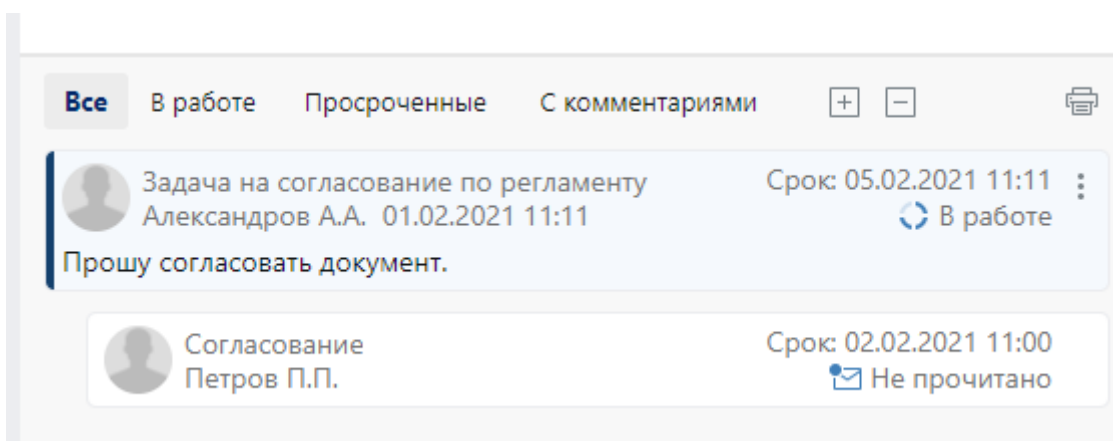 Все В работе Просроченные С комментариями
Задача на согласование по регламенту Срок: 05.02.2021 11:11
Александров А.А. 01.02.2021 11:11 В работе
Прошу согласовать документ.
Согласование Срок: 02.02.2021 11:00
Петров П.П. Не прочитано